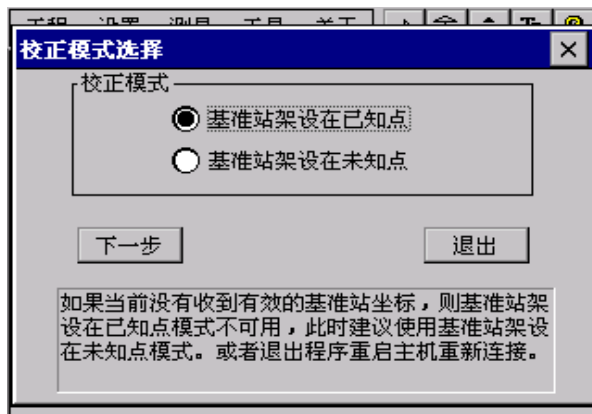 校正模式选择
校正模式
基准站架设在已知点
基准站架设在未知点
下一步
退出
如果当前没有收到有效的基准站坐标，则基准站架
设在已知点模式不可用，此时建议使用基准站架设
在未知点模式。或者退出程序重启主机重新连接。